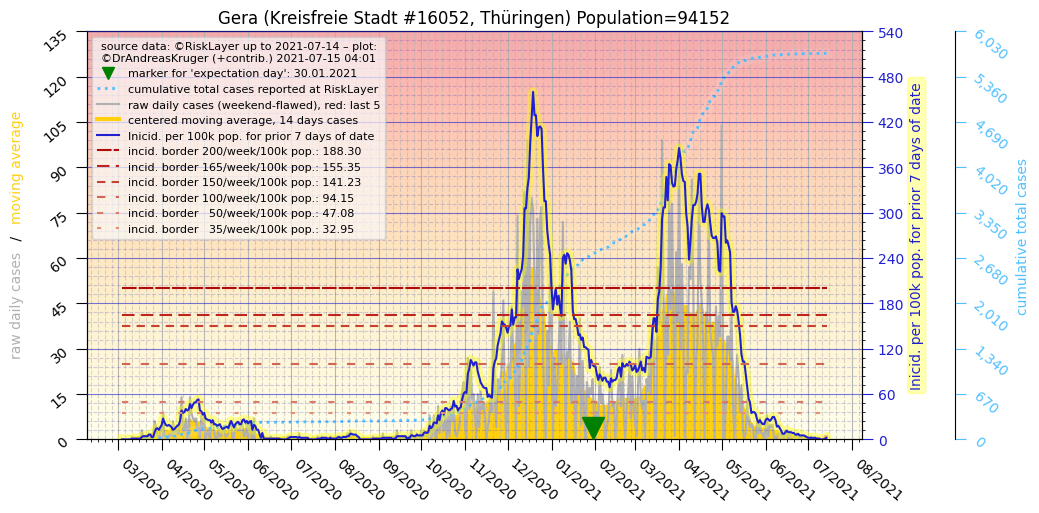 Gera (Kreisfreie Stadt #16052, Thüringen) Population=94152
source data: ©RiskLayer up to 2021-07-14 – plot:
©DrAndreasKruger (+contrib.) 2021-07-15 04:01
marker for 'expectation day': 30.01.2021
cumulative total cases reported at RiskLayer
raw daily cases (weekend-flawed), red: last 5
centered moving average, 14 days cases
Inicid. per 100k pop. for prior 7 days of date
incid. border 200/week/100k pop.: 188.30
incid. border 165/week/100k pop.: 155.35
incid. border 150/week/100k pop.: 141.23
incid. border 100/week/100k pop.: 94.15
incid. border 50/week/100k pop.: 47.08
incid. border 35/week/100k pop.: 32.95
raw daily cases / moving average
135
120
105
90
75
60
45
30
15
0
03/2020
04/2020
05/2020
06/2020
07/2020
08/2020
09/2020
10/2020
11/2020
12/2020
01/2021
02/2021
03/2021
04/2021
05/2021
06/2021
07/2021
08/2021
540
480
420
360
300
240
180
120
60
0
Inicid. per 100k pop. for prior 7 days of date
6,030
5,360
4,690
4,020
3,350
2,680
2,010
1,340
670
0
cumulative total cases